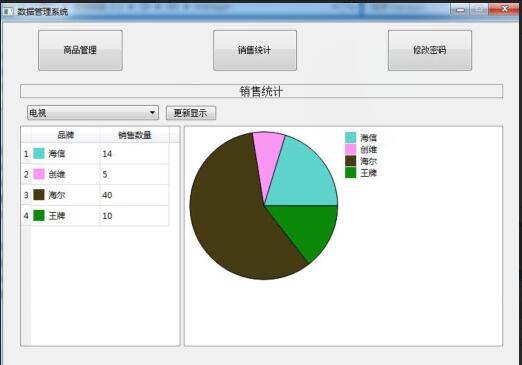 数据管理系统
商品管理 销售统计 修改密码
销售统计
电视 更新显示
品牌 销售数量
1 海信 14
2 创维 5
3 海尔 40
4 王牌 10
海信
创维
海尔
王牌